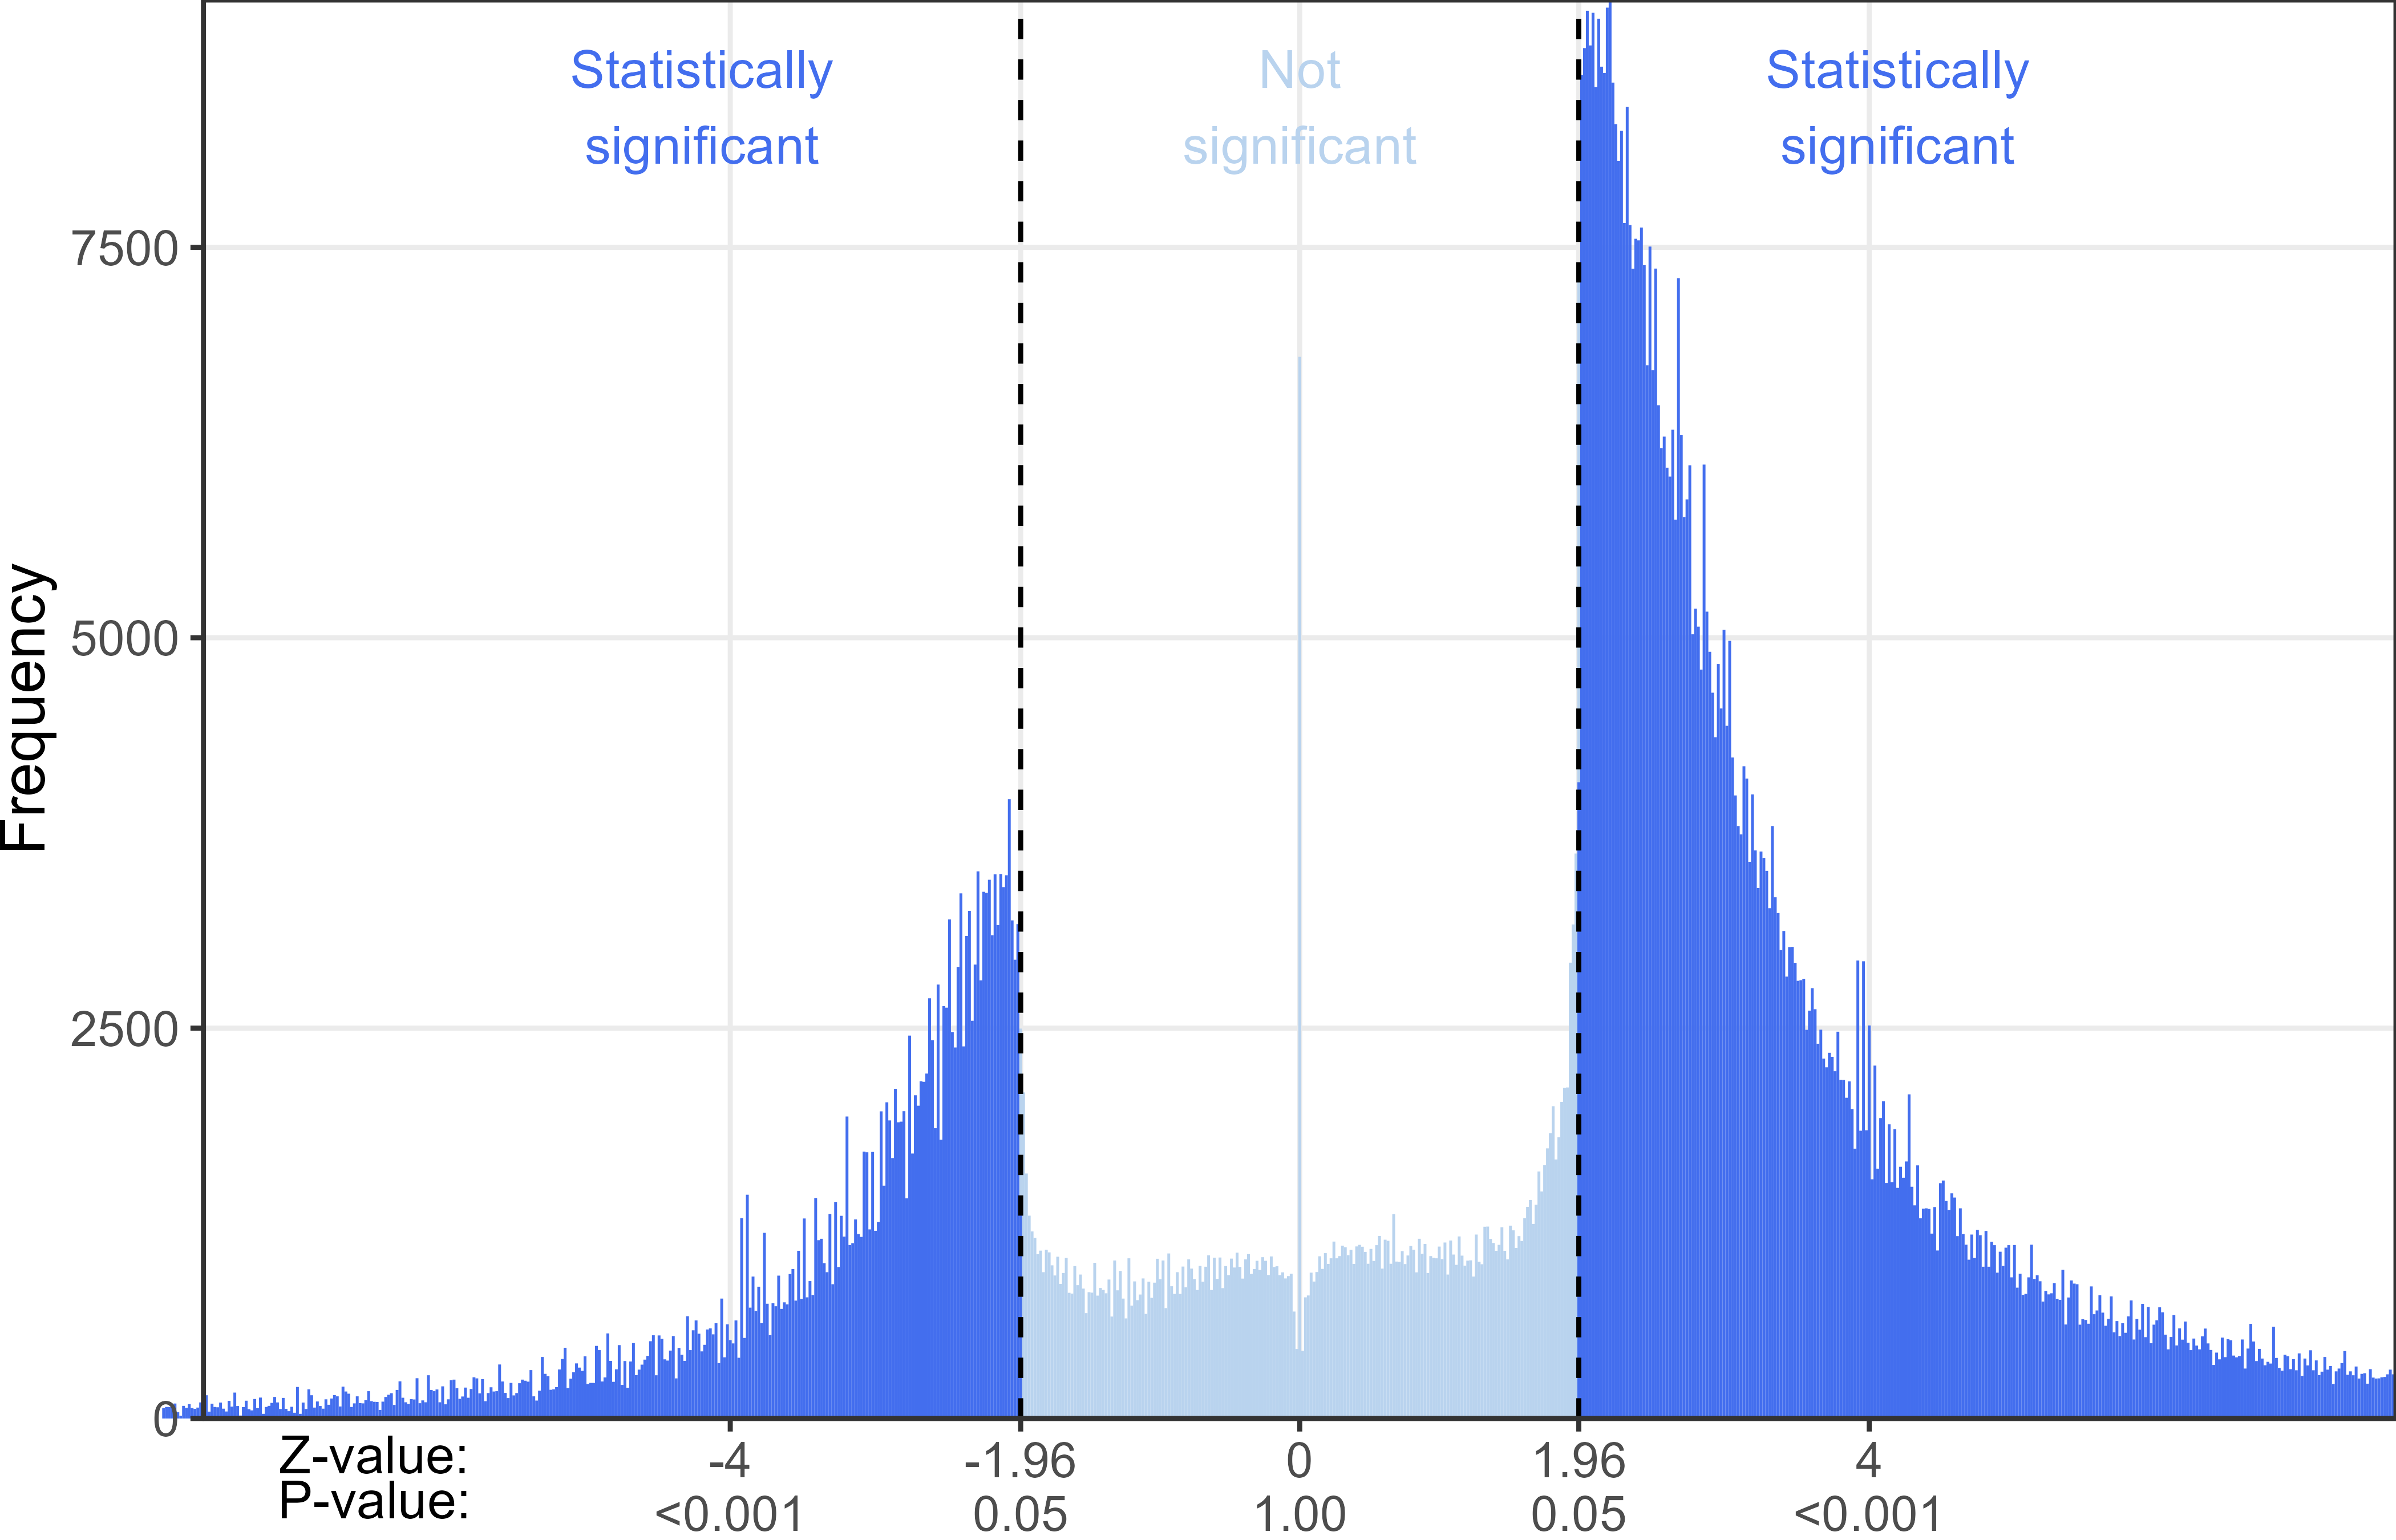 Statistically
significant
Not
significant
Statistically
significant
Frequency
7500
5000
2500
0
Z-value: -4 -1.96 0 1.96 4
P-value: <0.001 0.05 1.00 0.05 <0.001